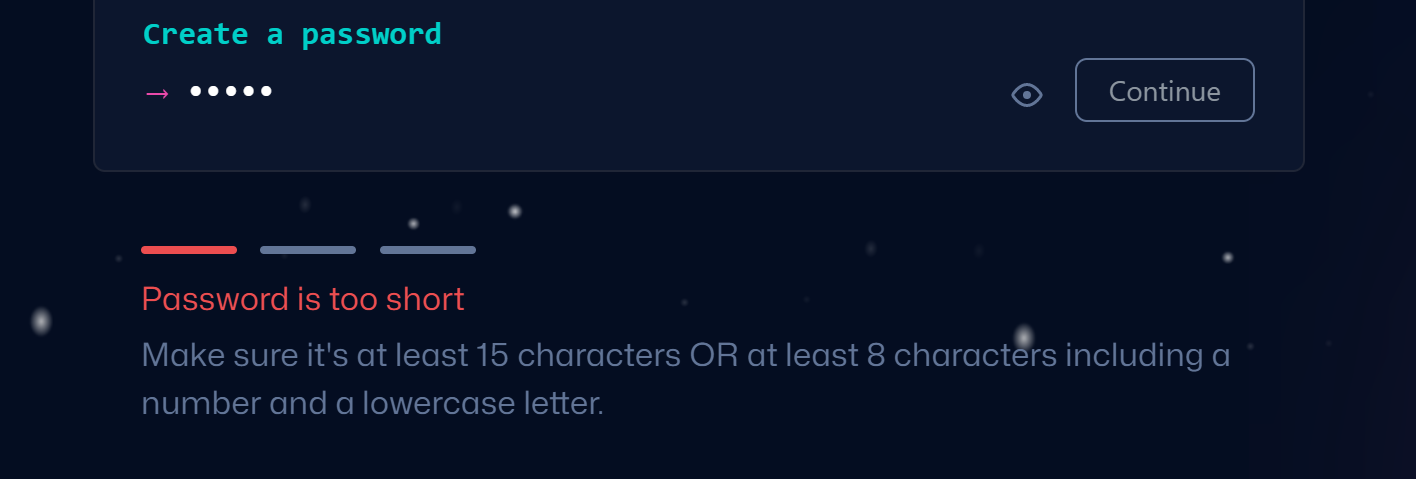 Create a password
→ •••••
Continue
Password is too short
Make sure it's at least 15 characters OR at least 8 characters including a
number and a lowercase letter.